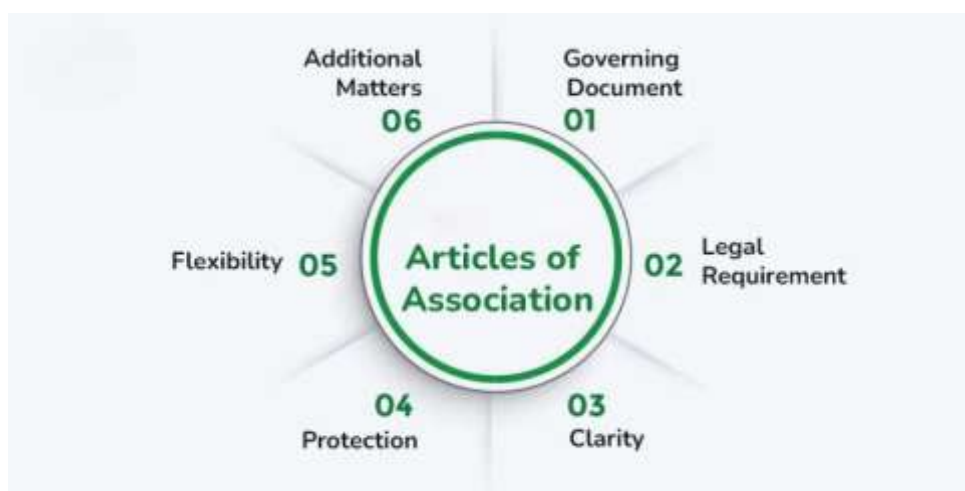 Articles of
Association
Governing
Document
01
02
Legal
Requirement
03
Clarity
04
Protection
Flexibility 05
Additional
Matters
06